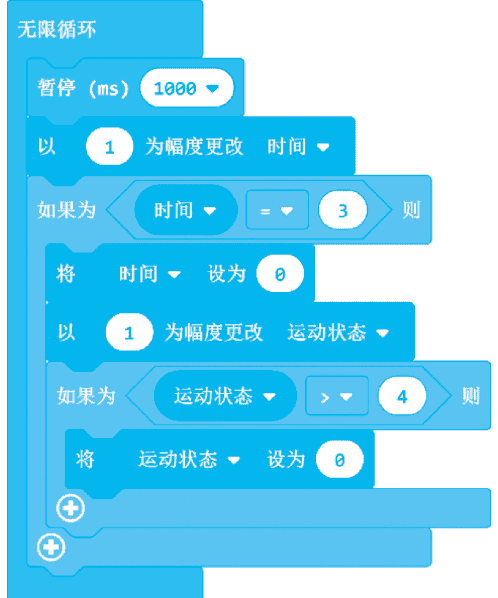 无限循环
暂停 (ms) 1000
以 1 为幅度更改 时间
如果为 时间 = 3 则
将 时间 设为 0
以 1 为幅度更改 运动状态
如果为 运动状态 > 4 则
将 运动状态 设为 0